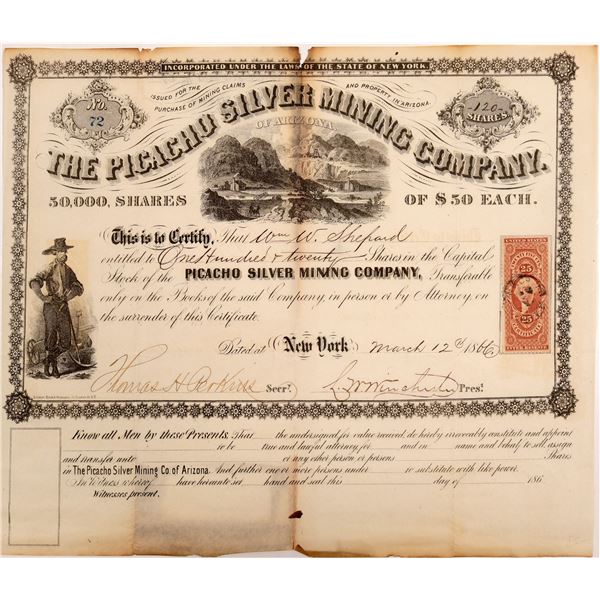 INCORPORATED UNDER THE LAWS OF THE STATE OF NEW YORK.
ISSUED FOR THE PURCHASE OF MINING CLAIMS AND PROPERTY IN ARIZONA.
No. 72
120
SHARES.
THE PICACHO SILVER MINING COMPANY.
OF ARIZONA
50,000, SHARES OF $50 EACH.
This is to Certify, That Wm W. Shepard
entitled to One Hundred & twenty Shares in the Capital
Stock of the PICACHO SILVER MINING COMPANY, Transferable
only on the Books of the said Company, in person or by Attorney, on
the surrender of this Certificate.
Dated at New York March 12th 1866
Thomas H Perkins Secr. L. W. Winchester Pres.
25
25
CERTIFICATE
Know all Men by these Presents, That the undersigned for value received, do hereby irrevocably constitute and appoint
to be true and lawful attorney for and in name and behalf to sell assign
and transfer unto or any other person or persons Shares
in The Picacho Silver Mining Co. of Arizona. And further one or more persons under to substitute with like power.
In Witness whereof have hereunto set hand and seal this day of 186
Witnesses present.